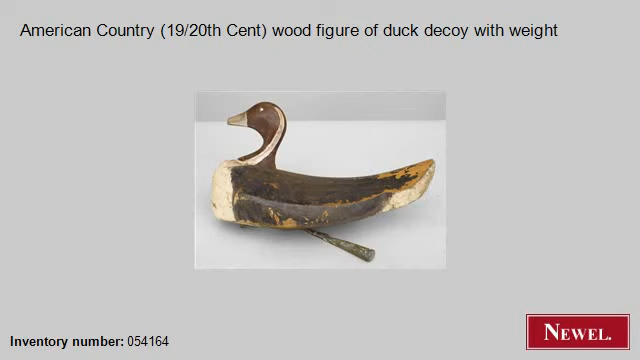 American Country (19/20th Cent) wood figure of duck decoy with weight
Inventory number: 054164
NEWEL.